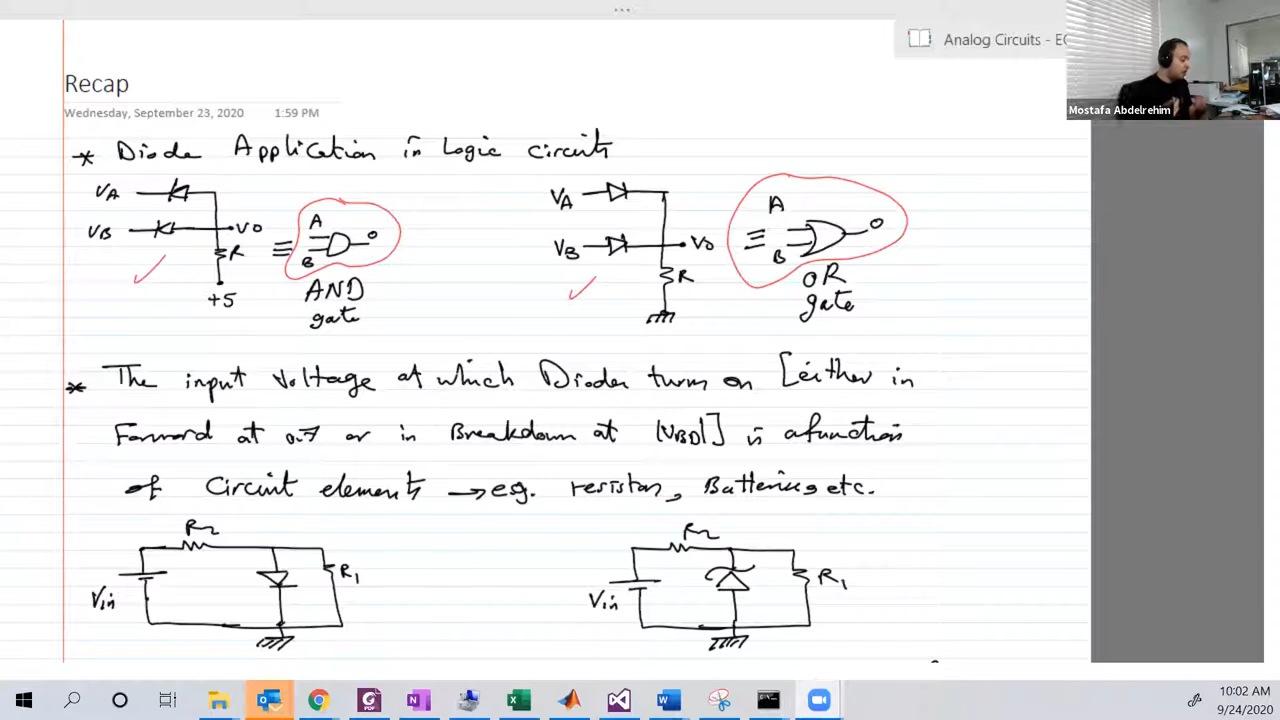 Analog Circuits - EC
Mostafa Abdelrehim
Recap
Wednesday, September 23, 2020 1:59 PM
* Diode Application in Logic circuits
VA
VB
Vo
R
+5
≡
A
B
O
AND
gate
VA
VB
Vo
R
≡
A
B
O
OR
gate
* The input voltage at which Diodes turn on [either in
Forward at 0.7 or in Breakdown at |VBD|] is a function
of Circuit elements → eg. resistors, Batteries, etc.
R2
Vin
R1
R2
Vin
R1
10:02 AM
9/24/2020